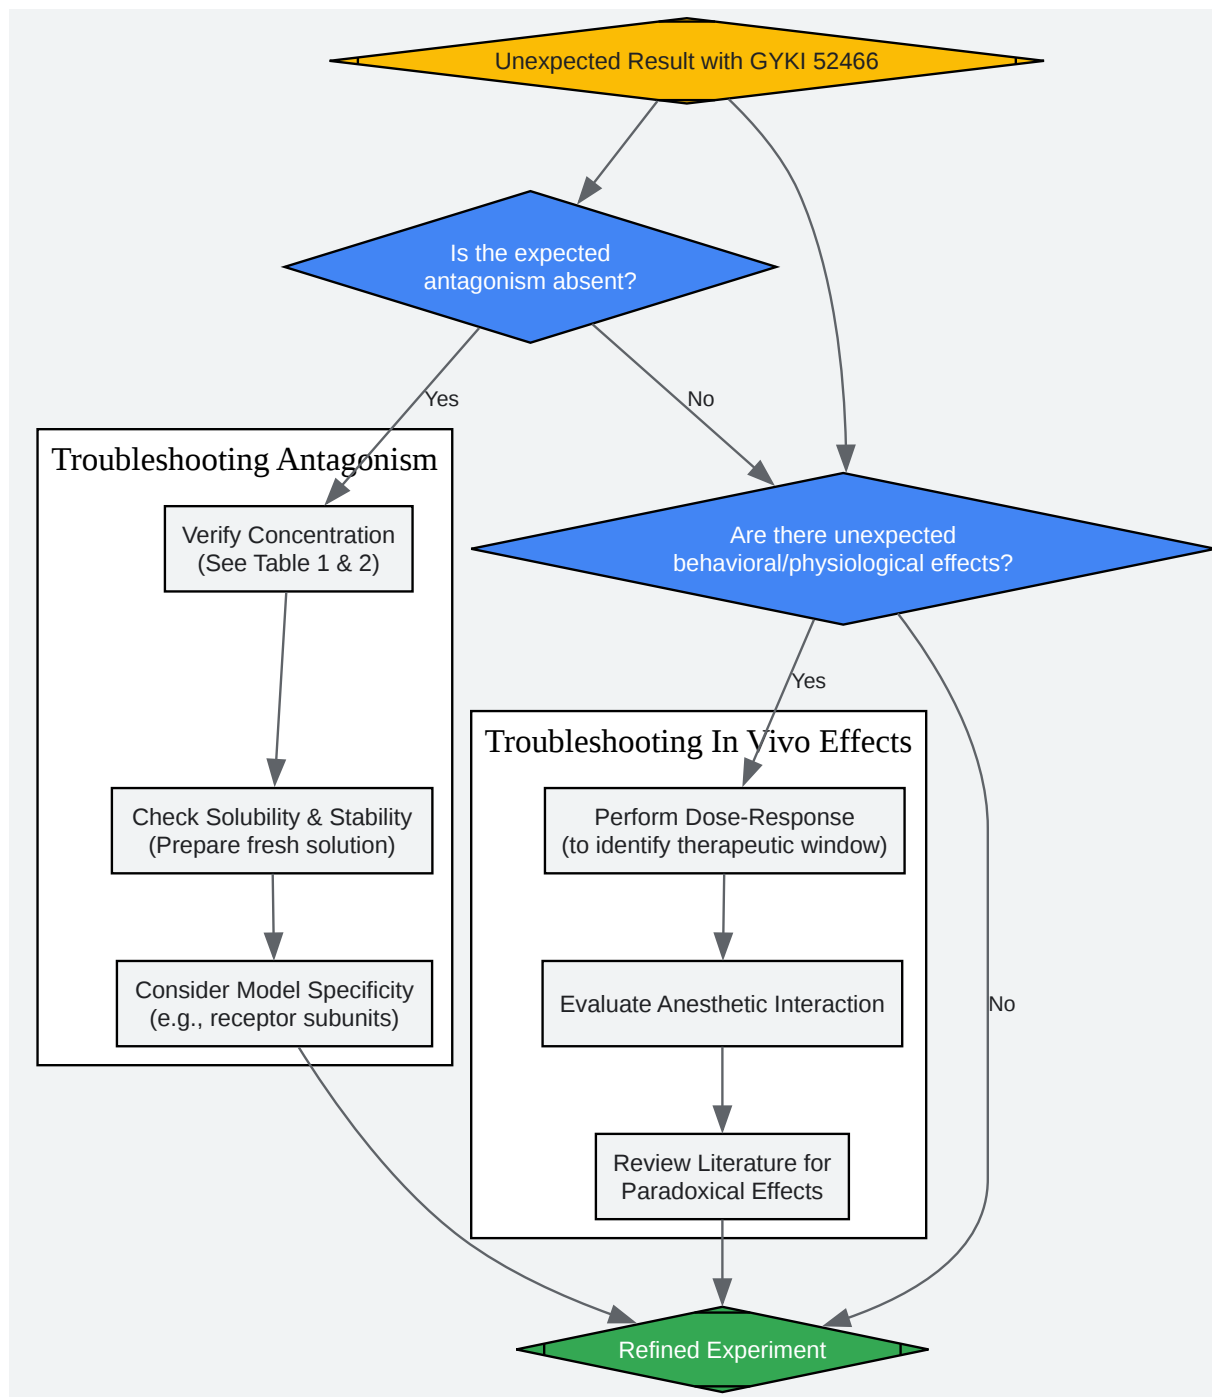 Unexpected Result with GYKI 52466
Is the expected
antagonism absent?
Yes
No
Troubleshooting Antagonism
Verify Concentration
(See Table 1 & 2)
Are there unexpected
behavioral/physiological effects?
Yes
Troubleshooting In Vivo Effects
Check Solubility & Stability
(Prepare fresh solution)
Perform Dose-Response
(to identify therapeutic window)
Consider Model Specificity
(e.g., receptor subunits)
Evaluate Anesthetic Interaction
No
Review Literature for
Paradoxical Effects
Refined Experiment